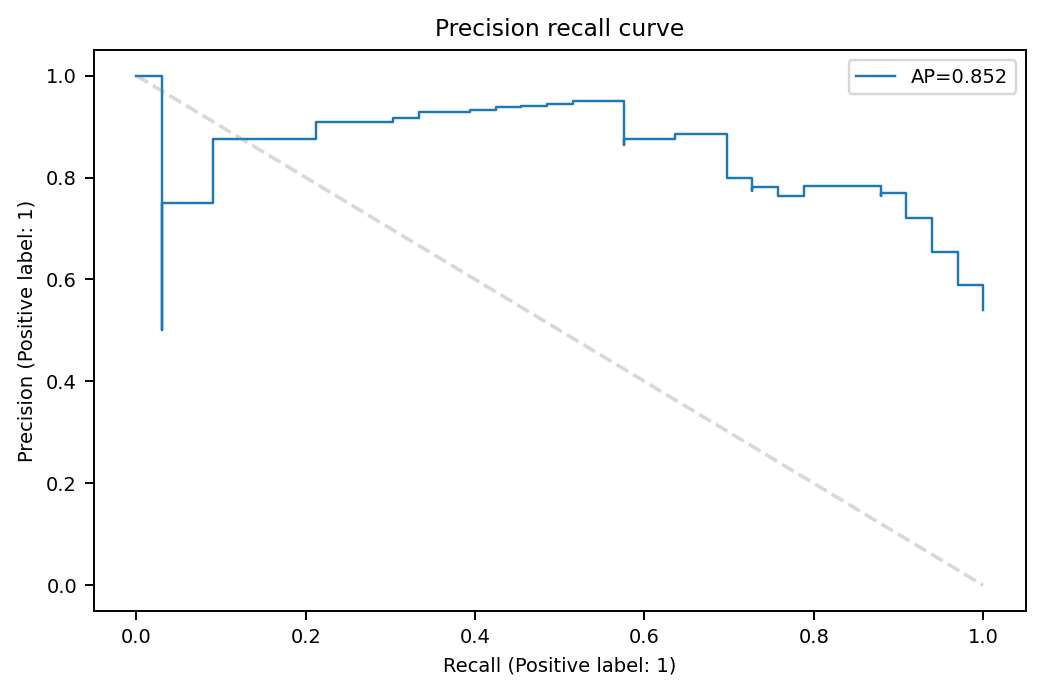 Precision recall curve
AP=0.852
Precision (Positive label: 1)
1.0
0.8
0.6
0.4
0.2
0.0
0.0 0.2 0.4 0.6 0.8 1.0
Recall (Positive label: 1)